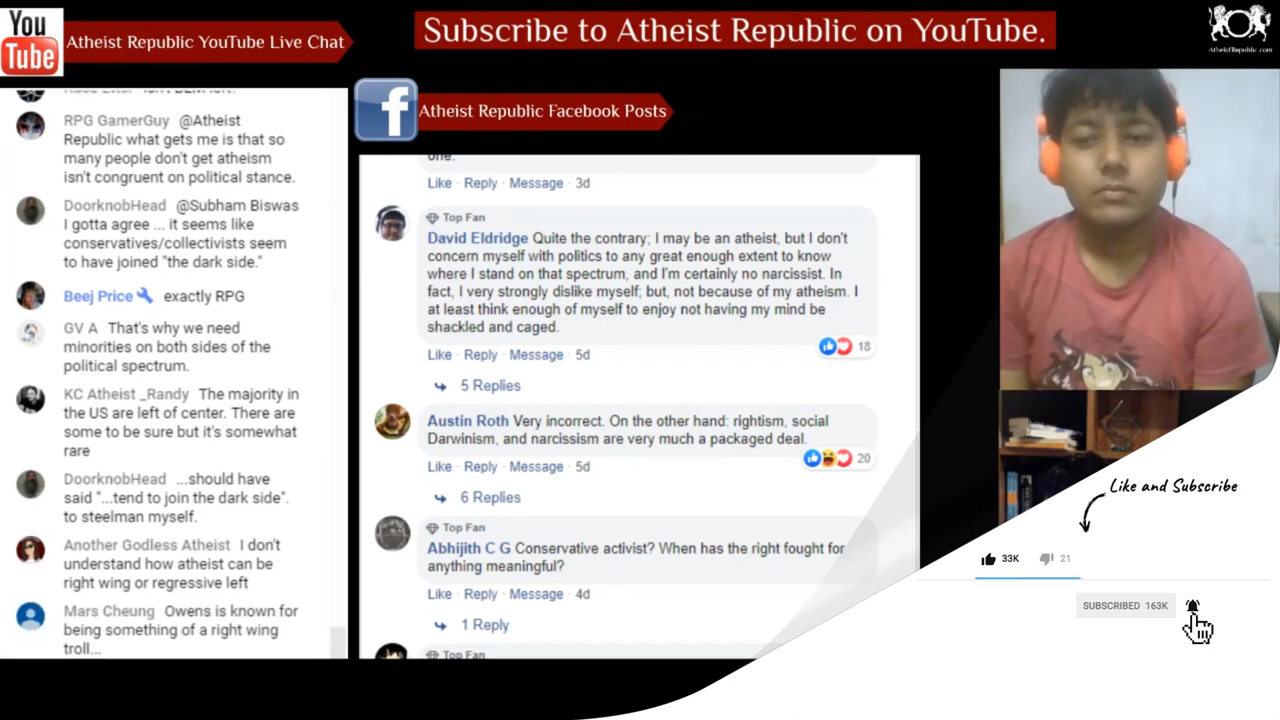 You
Tube
Atheist Republic YouTube Live Chat
Subscribe to Atheist Republic on YouTube.
AtheistRepublic.com
f
Atheist Republic Facebook Posts
RPG GamerGuy @Atheist
Republic what gets me is that so
many people don't get atheism
isn't congruent on political stance.
DoorknobHead @Subham Biswas
I gotta agree ... it seems like
conservatives/collectivists seem
to have joined "the dark side."
Beej Price exactly RPG
GV A That's why we need
minorities on both sides of the
political spectrum.
KC Atheist _Randy The majority in
the US are left of center. There are
some to be sure but it's somewhat
rare
DoorknobHead ...should have
said "...tend to join the dark side".
to steelman myself.
Another Godless Atheist I don't
understand how atheist can be
right wing or regressive left
Mars Cheung Owens is known for
being something of a right wing
troll...
one.
Like · Reply · Message · 3d
Top Fan
David Eldridge Quite the contrary; I may be an atheist, but I don't
concern myself with politics to any great enough extent to know
where I stand on that spectrum, and I'm certainly no narcissist. In
fact, I very strongly dislike myself; but, not because of my atheism. I
at least think enough of myself to enjoy not having my mind be
shackled and caged.
18
Like · Reply · Message · 5d
5 Replies
Austin Roth Very incorrect. On the other hand: rightism, social
Darwinism, and narcissism are very much a packaged deal.
20
Like · Reply · Message · 5d
6 Replies
Top Fan
Abhijith C G Conservative activist? When has the right fought for
anything meaningful?
Like · Reply · Message · 4d
1 Reply
Top Fan
Like and Subscribe
33K 21
SUBSCRIBED 163K